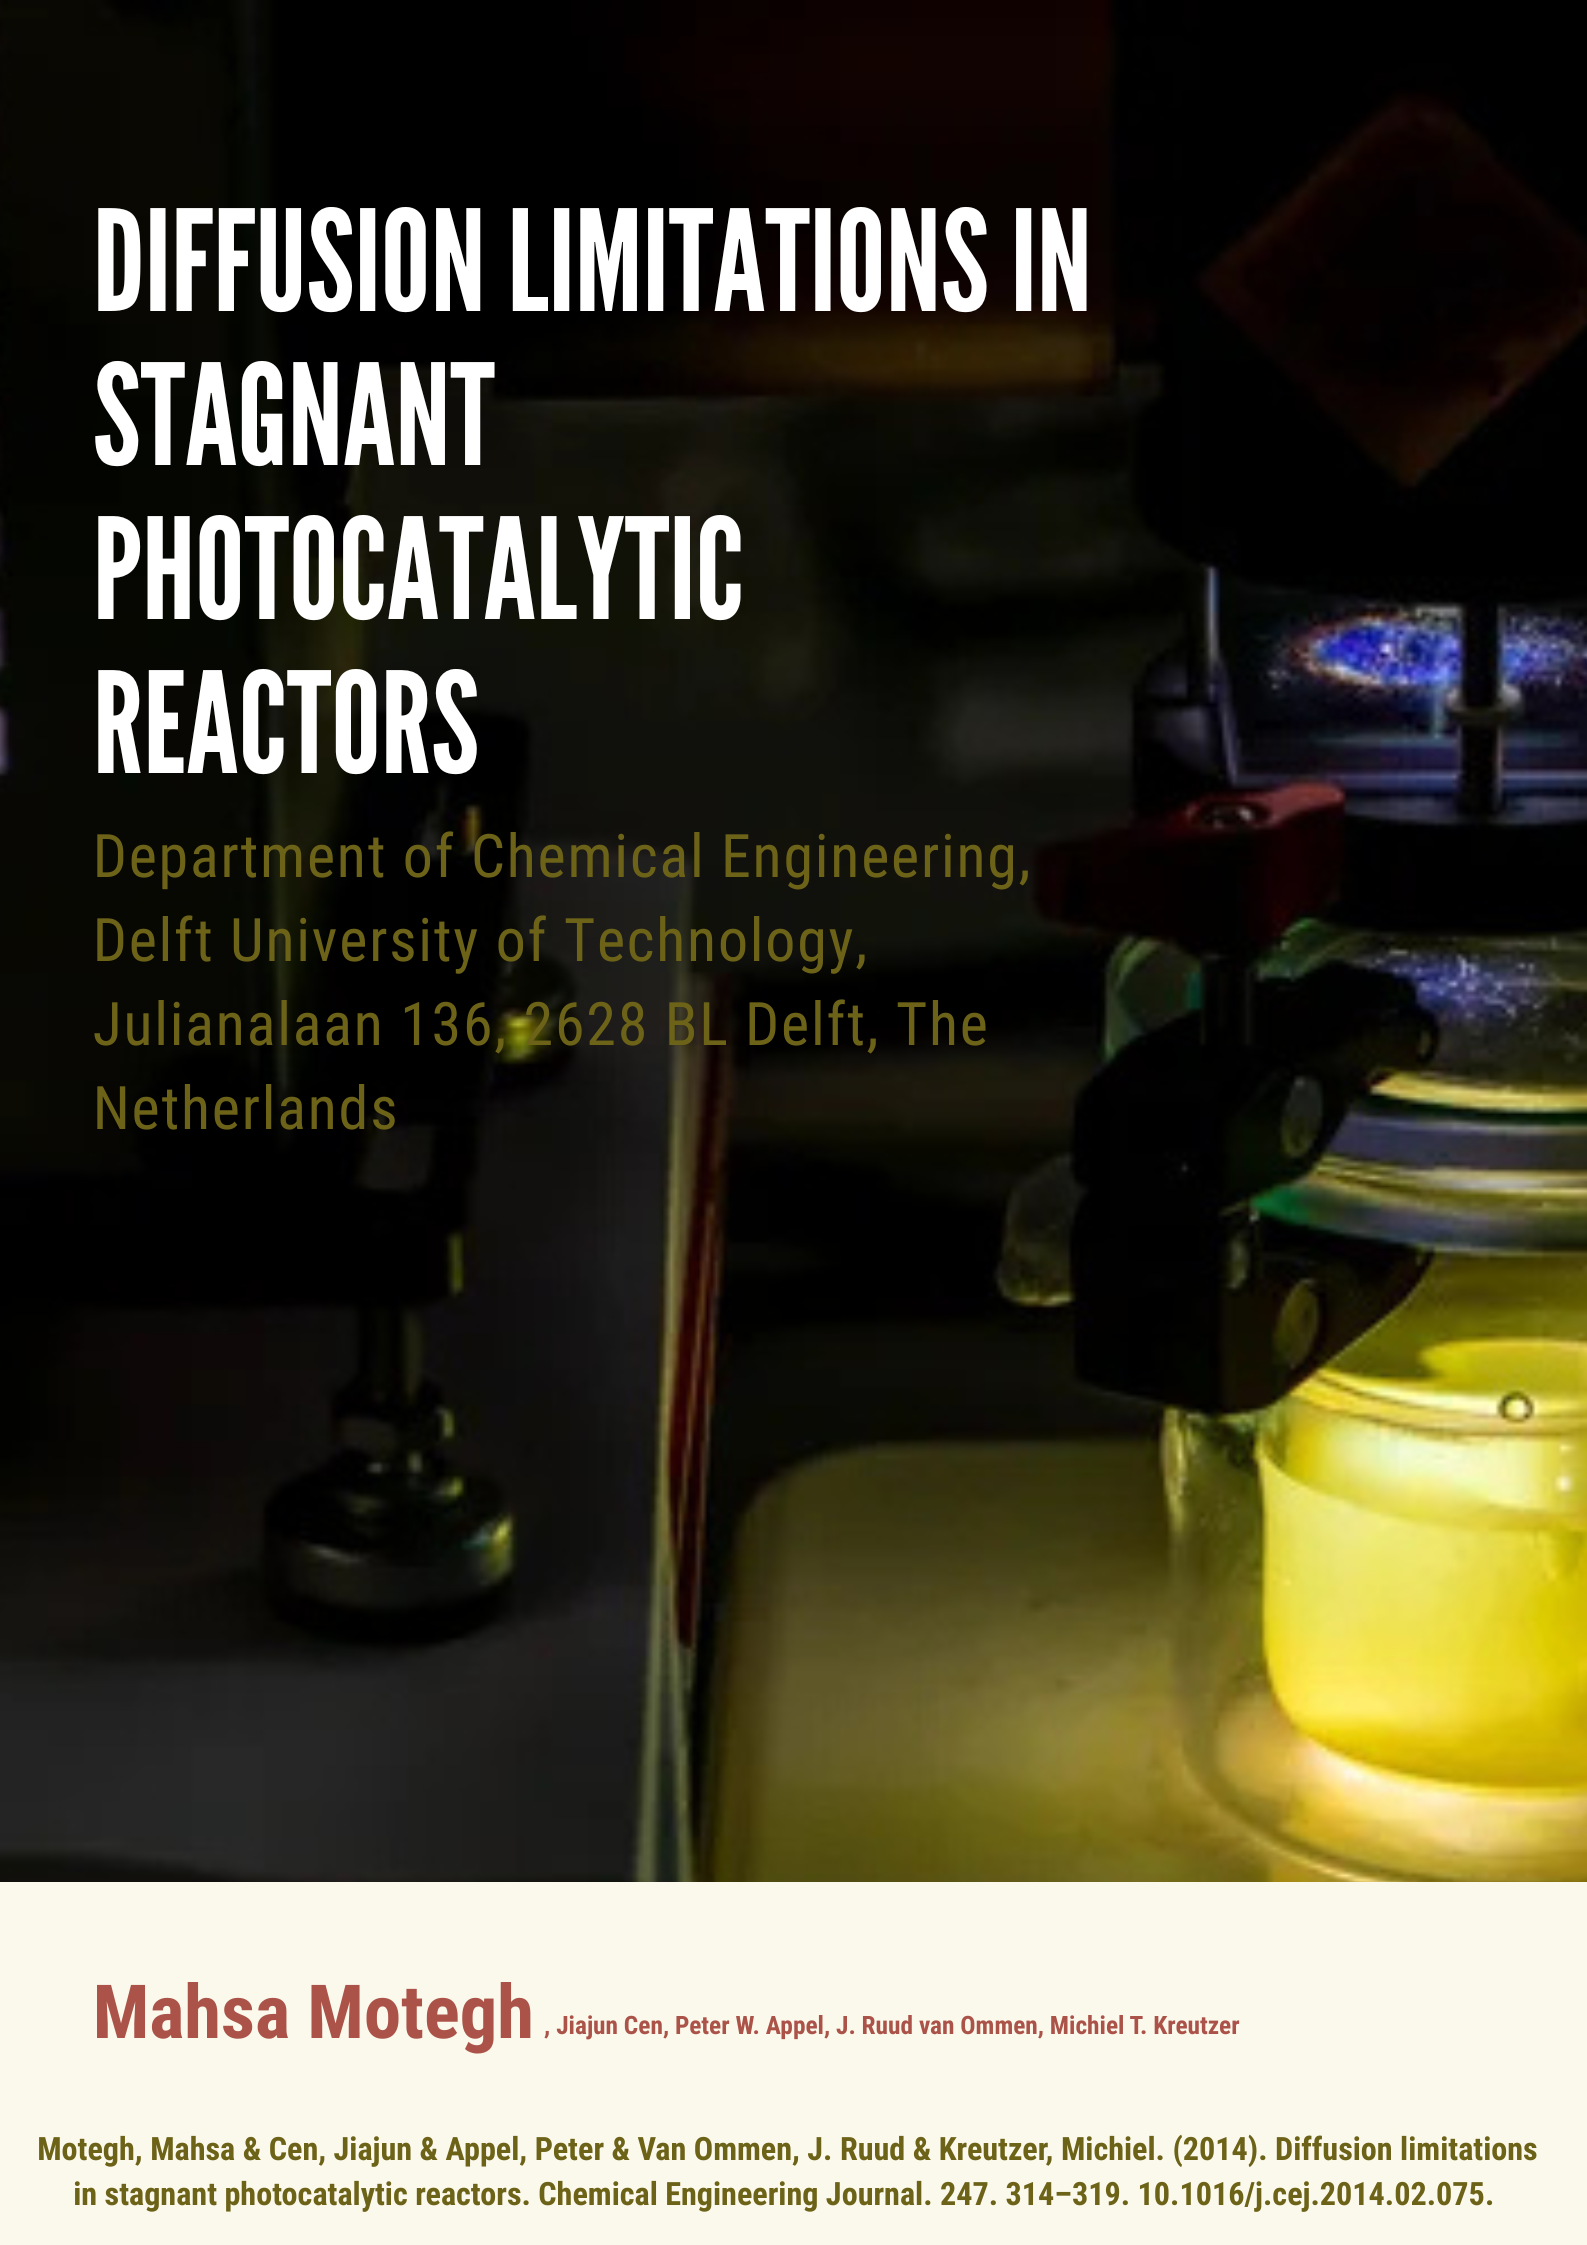 DIFFUSION LIMITATIONS IN
STAGNANT
PHOTOCATALYTIC
REACTORS
Department of Chemical Engineering,
Delft University of Technology,
Julianalaan 136, 2628 BL Delft, The
Netherlands
Mahsa Motegh , Jiajun Cen, Peter W. Appel, J. Ruud van Ommen, Michiel T. Kreutzer
Motegh, Mahsa & Cen, Jiajun & Appel, Peter & Van Ommen, J. Ruud & Kreutzer, Michiel. (2014). Diffusion limitations
in stagnant photocatalytic reactors. Chemical Engineering Journal. 247. 314–319. 10.1016/j.cej.2014.02.075.